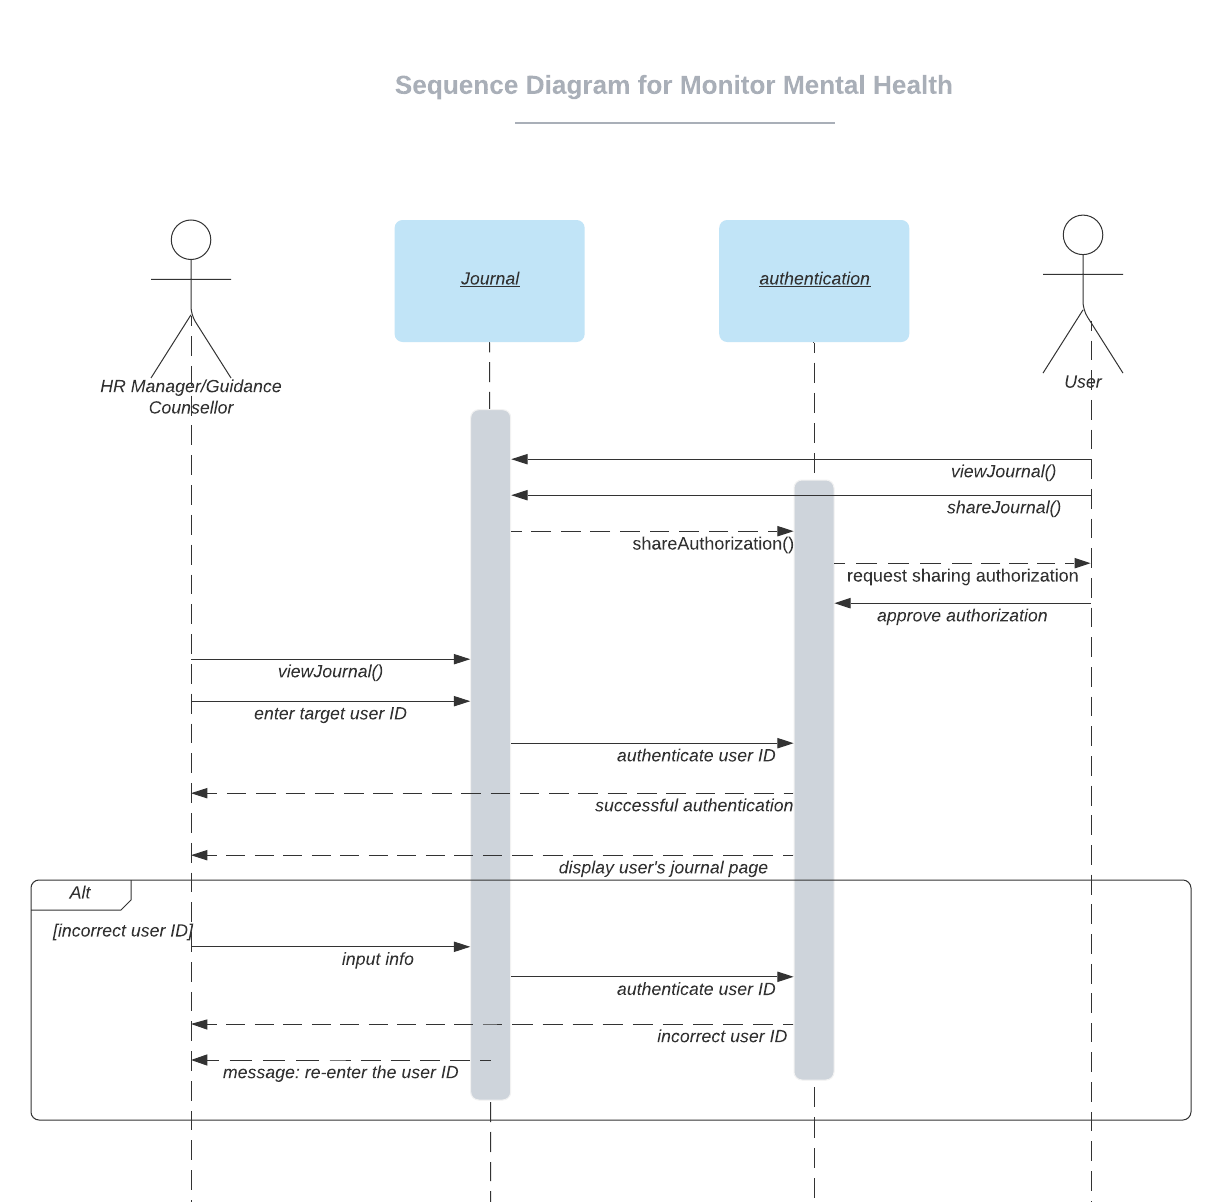 Sequence Diagram for Monitor Mental Health
Journal
authentication
HR Manager/Guidance
Counsellor
User
viewJournal()
shareJournal()
shareAuthorization()
request sharing authorization
approve authorization
viewJournal()
enter target user ID
authenticate user ID
successful authentication
display user's journal page
Alt
[incorrect user ID]
input info
authenticate user ID
incorrect user ID
message: re-enter the user ID